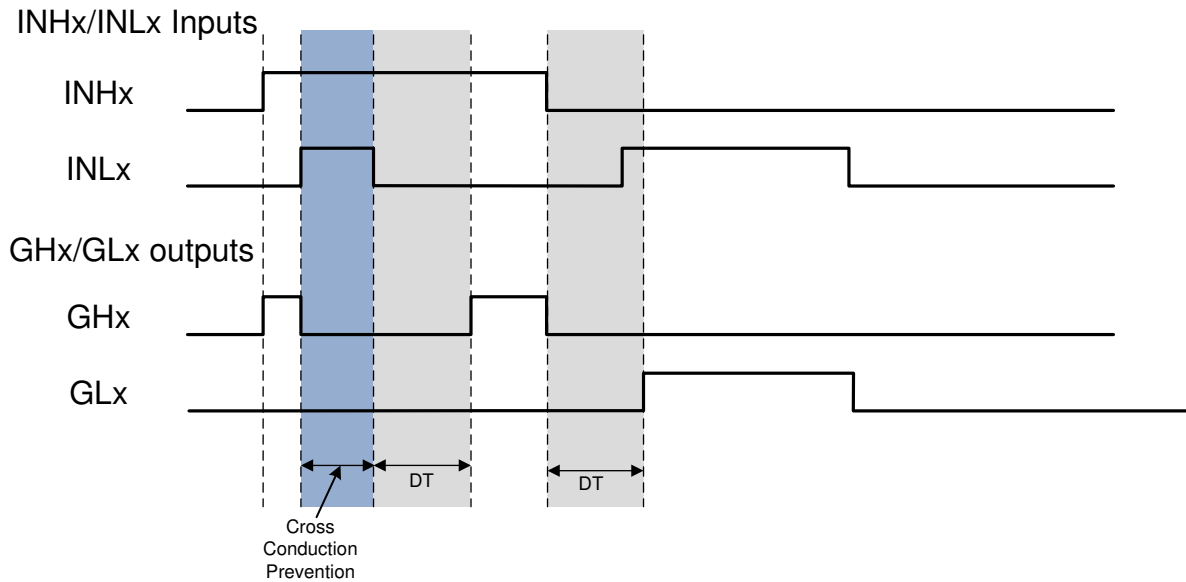 INHx/INLx Inputs
INHx
INLx
GHx/GLx outputs
GHx
GLx
DT
DT
Cross
Conduction
Prevention